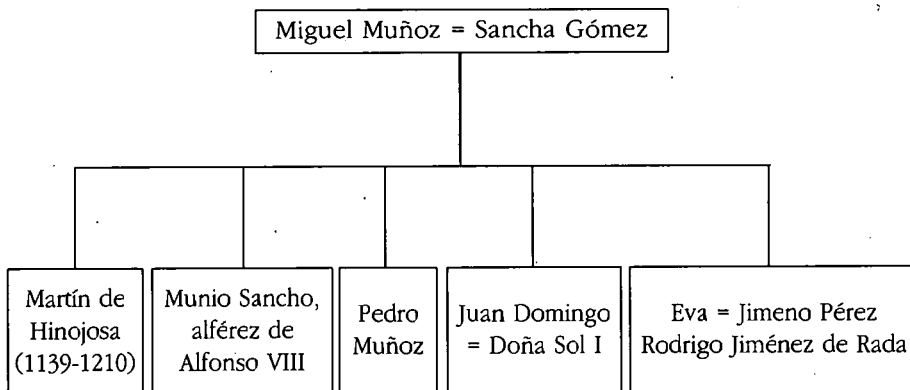 Miguel Muñoz = Sancha Gómez
Martín de
Hinojosa
(1139-1210)
Munio Sancho,
alférez de
Alfonso VIII
Pedro
Muñoz
Juan Domingo
= Doña Sol I
Eva = Jimeno Pérez
Rodrigo Jiménez de Rada